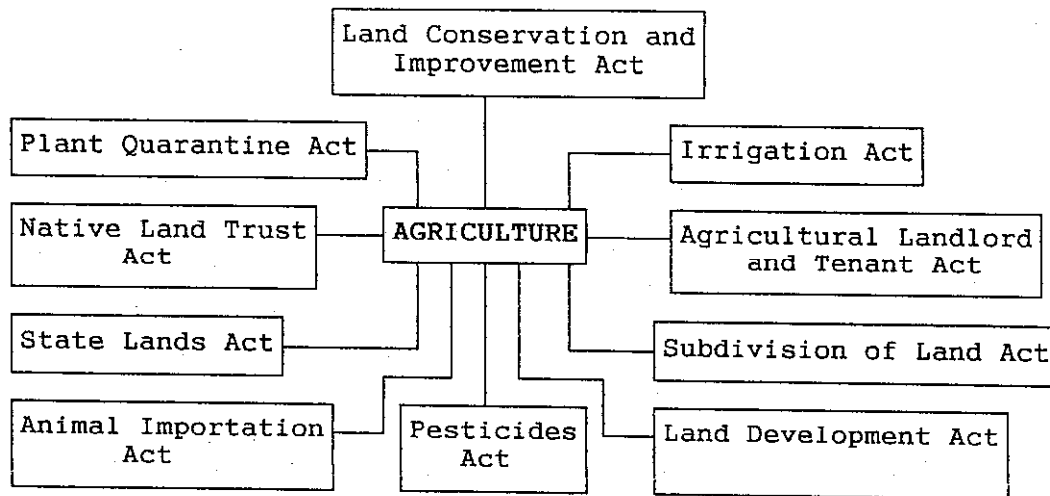 Land Conservation and
Improvement Act
Plant Quarantine Act
Irrigation Act
Native Land Trust
Act
AGRICULTURE
Agricultural Landlord
and Tenant Act
State Lands Act
Subdivision of Land Act
Animal Importation
Act
Pesticides
Act
Land Development Act